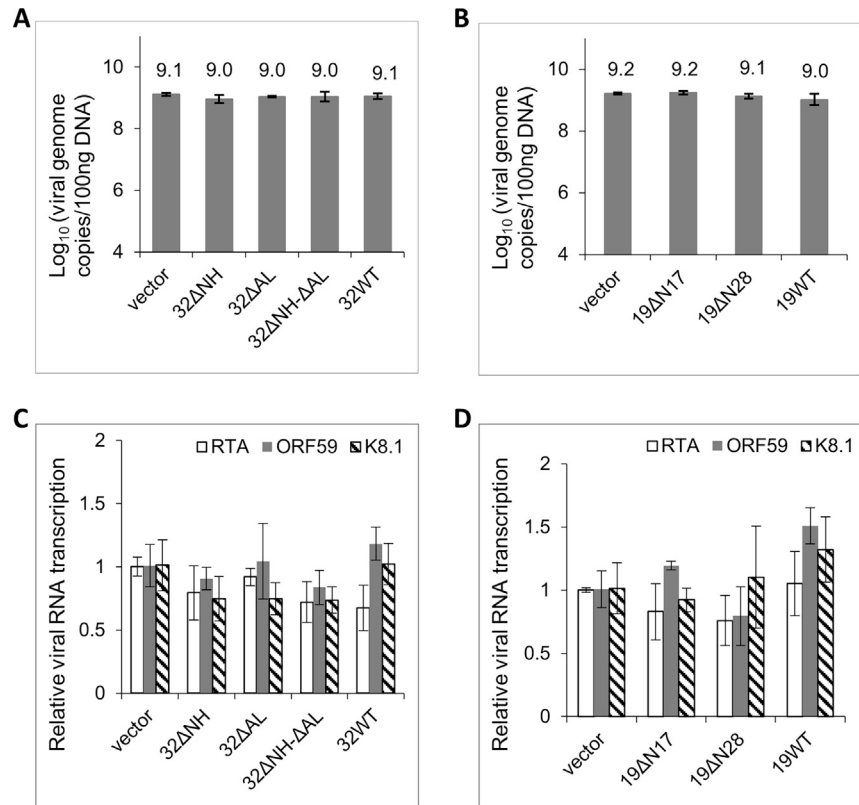 A
Log₁₀ (viral genome
copies/100ng DNA)
10
8
6
4
9.1 9.0 9.0 9.0 9.1
vector 32ΔNH 32ΔAL 32ΔNH-ΔAL 32WT
B
Log₁₀ (viral genome
copies/100ng DNA)
10
8
6
4
9.2 9.2 9.1 9.0
vector 19ΔN17 19ΔN28 19WT
C
Relative viral RNA transcription
RTA ORF59 K8.1
2
1.5
1
0.5
0
vector 32ΔNH 32ΔAL 32ΔNH-ΔAL 32WT
D
Relative viral RNA transcription
RTA ORF59 K8.1
2
1.5
1
0.5
0
vector 19ΔN17 19ΔN28 19WT